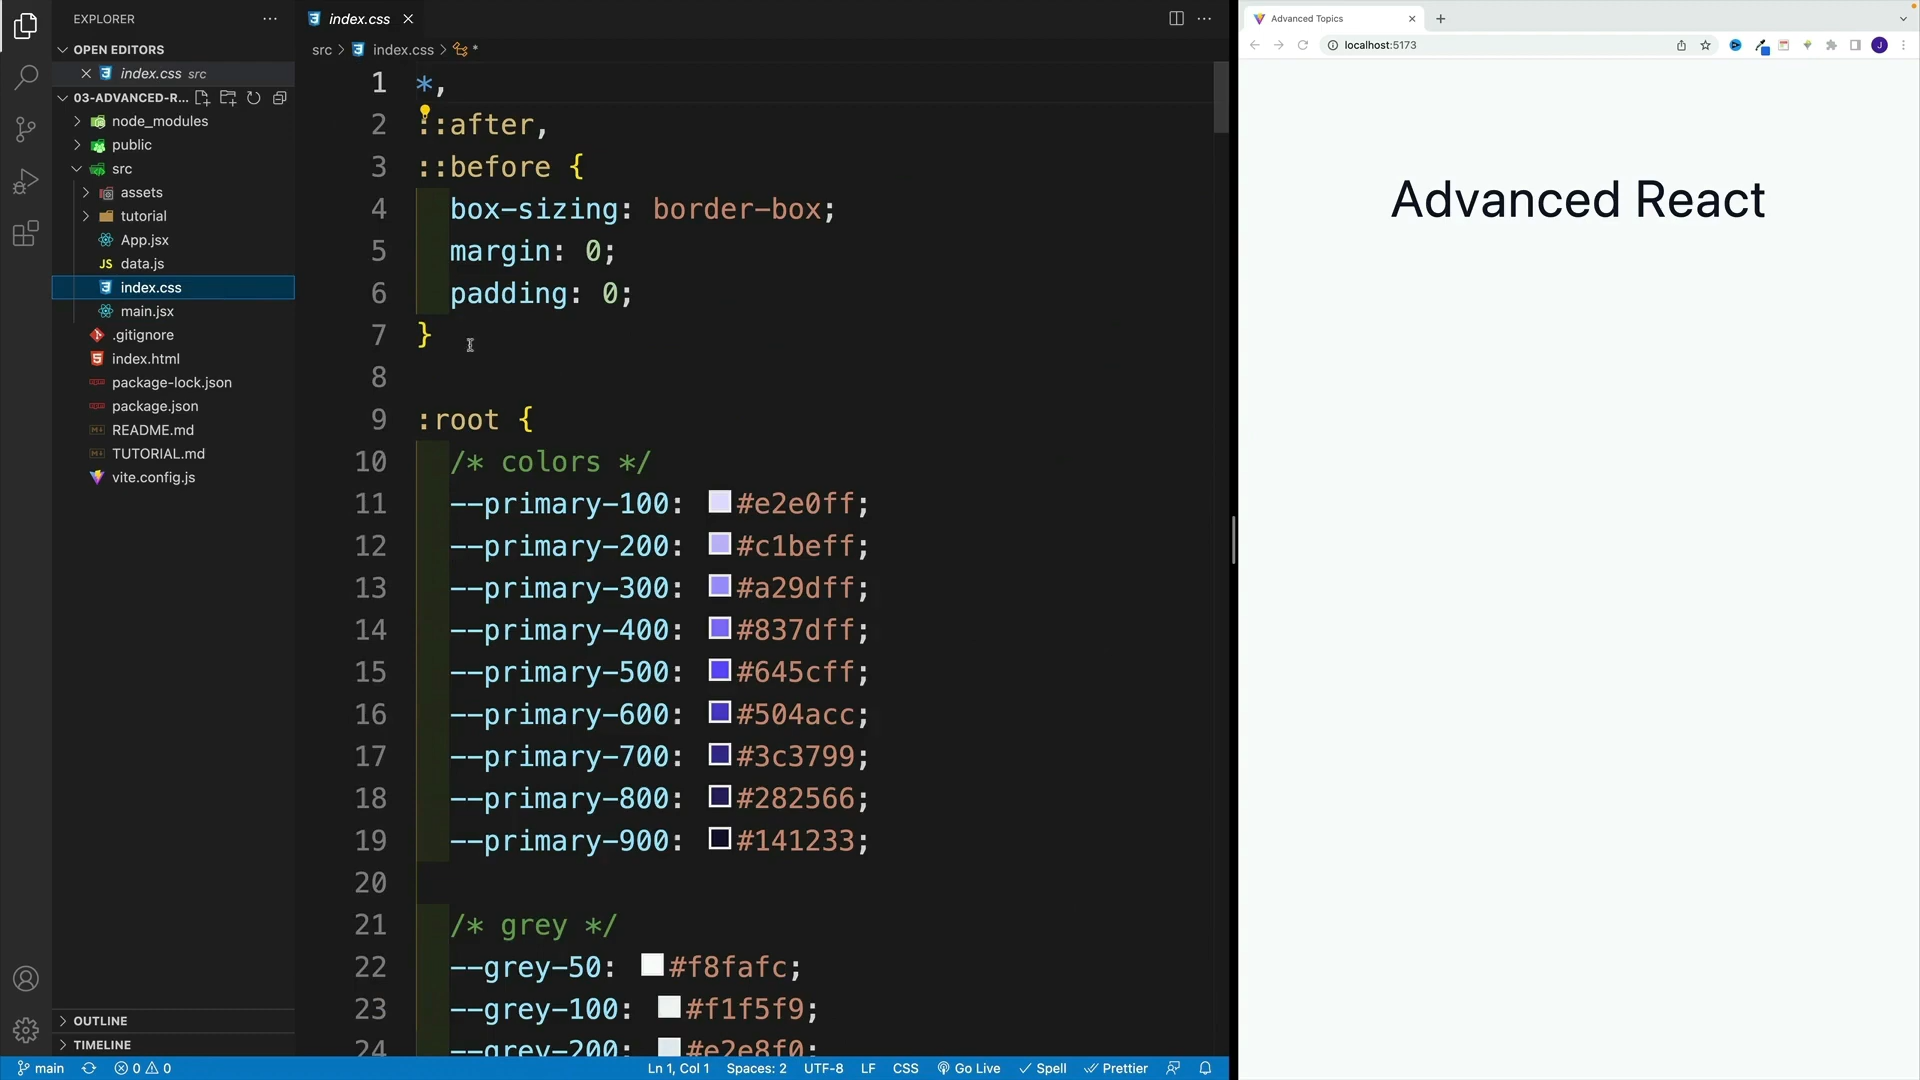 EXPLORER
OPEN EDITORS
index.css src
03-ADVANCED-R...
node_modules
public
src
assets
tutorial
App.jsx
JS data.js
index.css
main.jsx
.gitignore
index.html
package-lock.json
package.json
README.md
TUTORIAL.md
vite.config.js
OUTLINE
TIMELINE
index.css
src > index.css > *
1 *,
2 ::after,
3 ::before {
4 box-sizing: border-box;
5 margin: 0;
6 padding: 0;
7 }
8
9 :root {
10 /* colors */
11 --primary-100: #e2e0ff;
12 --primary-200: #c1beff;
13 --primary-300: #a29dff;
14 --primary-400: #837dff;
15 --primary-500: #645cff;
16 --primary-600: #504acc;
17 --primary-700: #3c3799;
18 --primary-800: #282566;
19 --primary-900: #141233;
20
21 /* grey */
22 --grey-50: #f8fafc;
23 --grey-100: #f1f5f9;
24 --grey-200: #e2e8f0;
main
0 0
Ln 1, Col 1
Spaces: 2
UTF-8
LF
CSS
Go Live
Spell
Prettier
Advanced Topics
localhost:5173
J
Advanced React